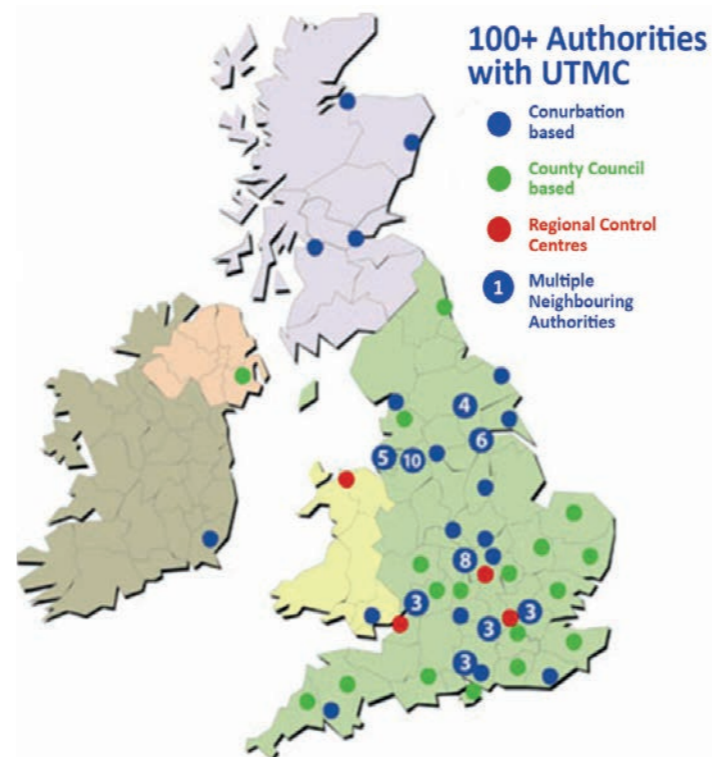 100+ Authorities
with UTMC
Conurbation
based
County Council
based
Regional Control
Centres
1
Multiple
Neighbouring
Authorities
4
6
5
10
8
3
3
3
3